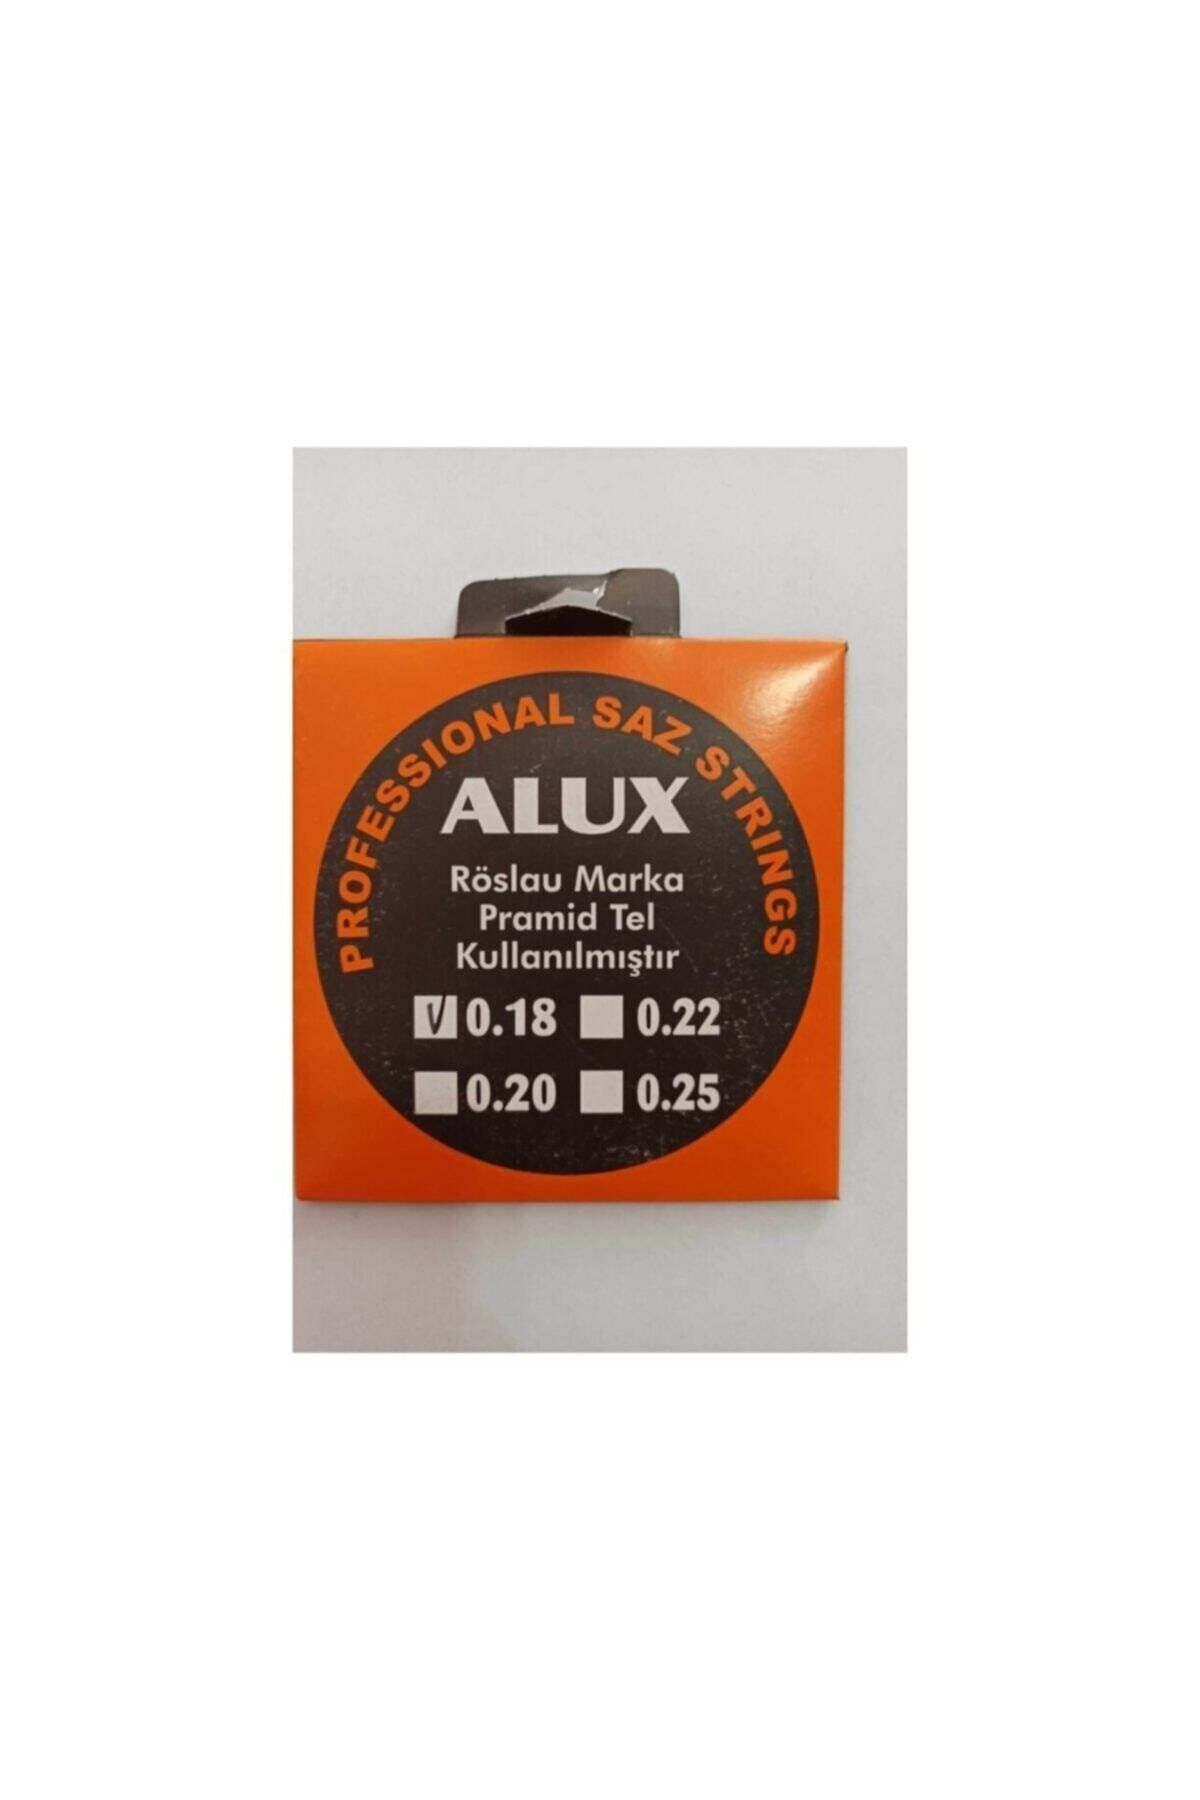 PROFESSIONAL SAZ STRINGS
ALUX
Röslau Marka
Pramid Tel
Kullanılmıştır
0.18 0.22
0.20 0.25